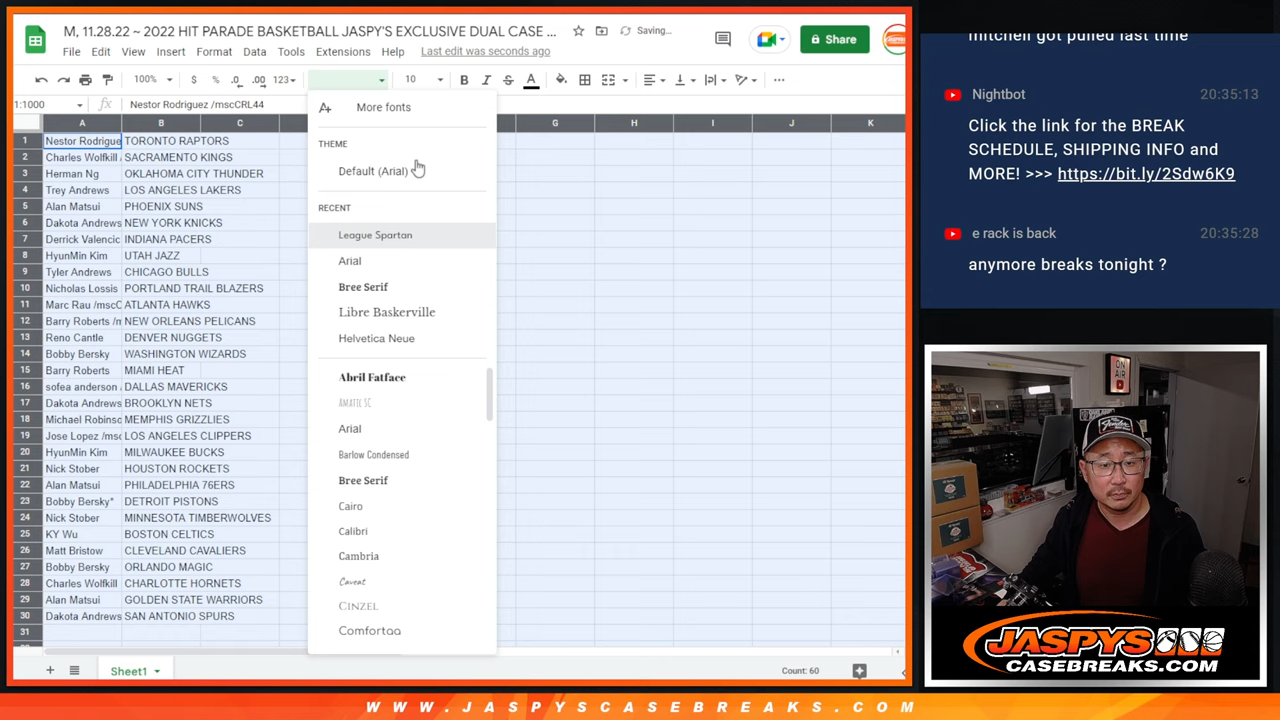 M, 11.28.22 ~ 2022 HIT PARADE BASKETBALL JASPY'S EXCLUSIVE DUAL CASE ...
Saving...
Share
File Edit View Insert Format Data Tools Extensions Help Last edit was seconds ago
100% $ % .0 .00 123 10
1:1000 fx Nestor Rodriguez /mscCRL44
A B C G H I J K
1 Nestor Rodrigue TORONTO RAPTORS
2 Charles Wolfkill / SACRAMENTO KINGS
3 Herman Ng OKLAHOMA CITY THUNDER
4 Trey Andrews LOS ANGELES LAKERS
5 Alan Matsui PHOENIX SUNS
6 Dakota Andrews NEW YORK KNICKS
7 Derrick Valencic INDIANA PACERS
8 HyunMin Kim UTAH JAZZ
9 Tyler Andrews CHICAGO BULLS
10 Nicholas Lossis PORTLAND TRAIL BLAZERS
11 Marc Rau /mscC ATLANTA HAWKS
12 Barry Roberts /m NEW ORLEANS PELICANS
13 Reno Cantle DENVER NUGGETS
14 Bobby Bersky WASHINGTON WIZARDS
15 Barry Roberts MIAMI HEAT
16 sofea anderson / DALLAS MAVERICKS
17 Dakota Andrews BROOKLYN NETS
18 Michael Robinso MEMPHIS GRIZZLIES
19 Jose Lopez /msc LOS ANGELES CLIPPERS
20 HyunMin Kim MILWAUKEE BUCKS
21 Nick Stober HOUSTON ROCKETS
22 Alan Matsui PHILADELPHIA 76ERS
23 Bobby Bersky* DETROIT PISTONS
24 Nick Stober MINNESOTA TIMBERWOLVES
25 KY Wu BOSTON CELTICS
26 Matt Bristow CLEVELAND CAVALIERS
27 Bobby Bersky ORLANDO MAGIC
28 Charles Wolfkill CHARLOTTE HORNETS
29 Alan Matsui GOLDEN STATE WARRIORS
30 Dakota Andrews SAN ANTONIO SPURS
31
More fonts
THEME
Default (Arial)
RECENT
League Spartan
Arial
Bree Serif
Libre Baskerville
Helvetica Neue
Abril Fatface
AMATIC SC
Arial
Barlow Condensed
Bree Serif
Cairo
Calibri
Cambria
Caveat
CINZEL
Comfortaa
Sheet1
Count: 60
mitchell got pulled last time
Nightbot 20:35:13
Click the link for the BREAK
SCHEDULE, SHIPPING INFO and
MORE! >>> https://bit.ly/2Sdw6K9
e rack is back 20:35:28
anymore breaks tonight ?
ON
AIR
JASPYS
CASEBREAKS.COM
WWW.JASPYSCASEBREAKS.COM